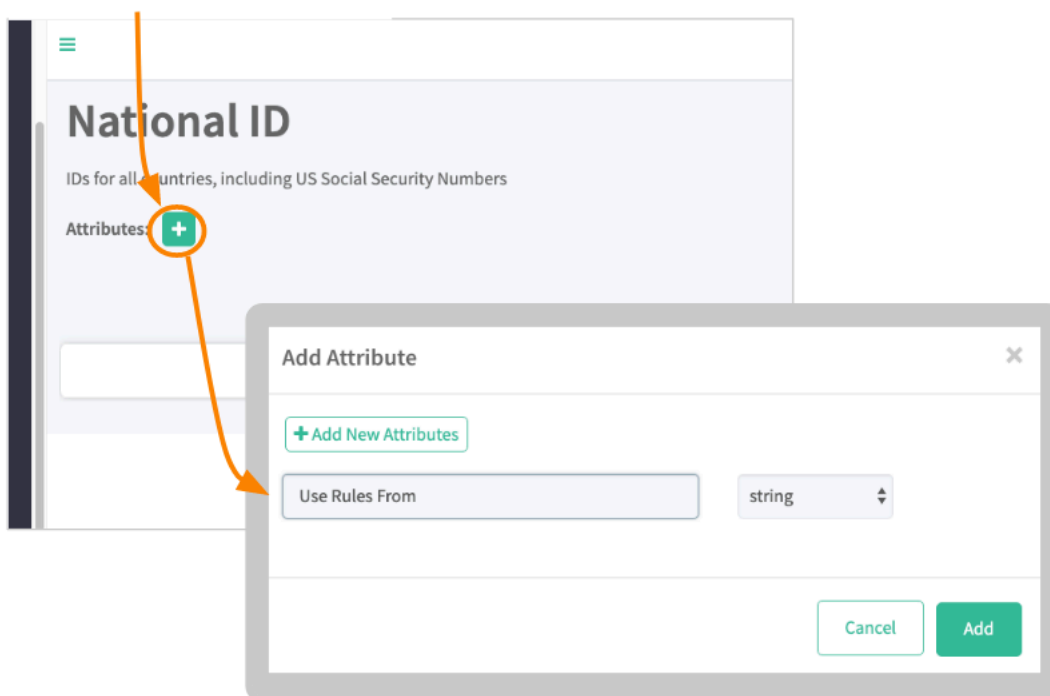 National ID
IDs for all countries, including US Social Security Numbers
Attributes:
Add Attribute
Add New Attributes
Use Rules From
string
Cancel
Add